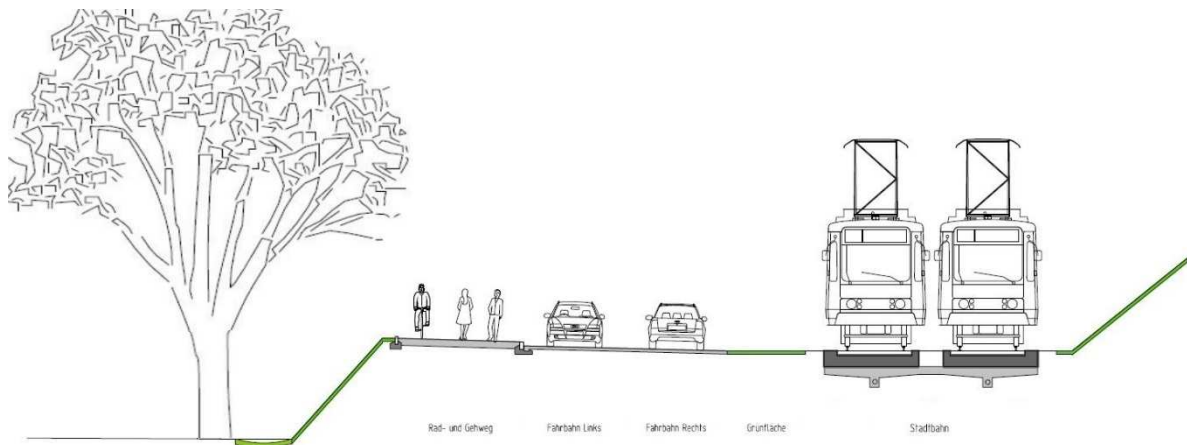 Rad- und Gehweg
Fahrbahn Links
Fahrbahn Rechts
Grünfläche
Stadtbahn